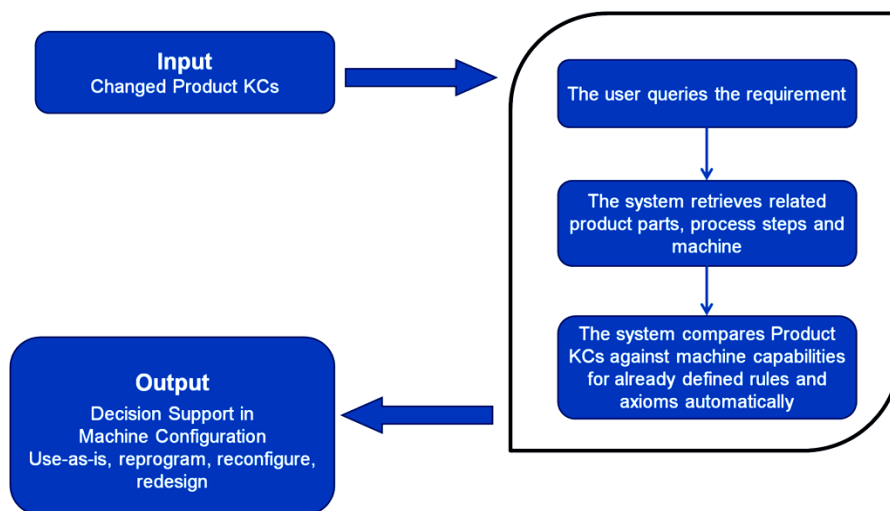 Input
Changed Product KCs
The user queries the requirement
The system retrieves related
product parts, process steps and
machine
The system compares Product
KCs against machine capabilities
for already defined rules and
axioms automatically
Output
Decision Support in
Machine Configuration
Use-as-is, reprogram, reconfigure,
redesign